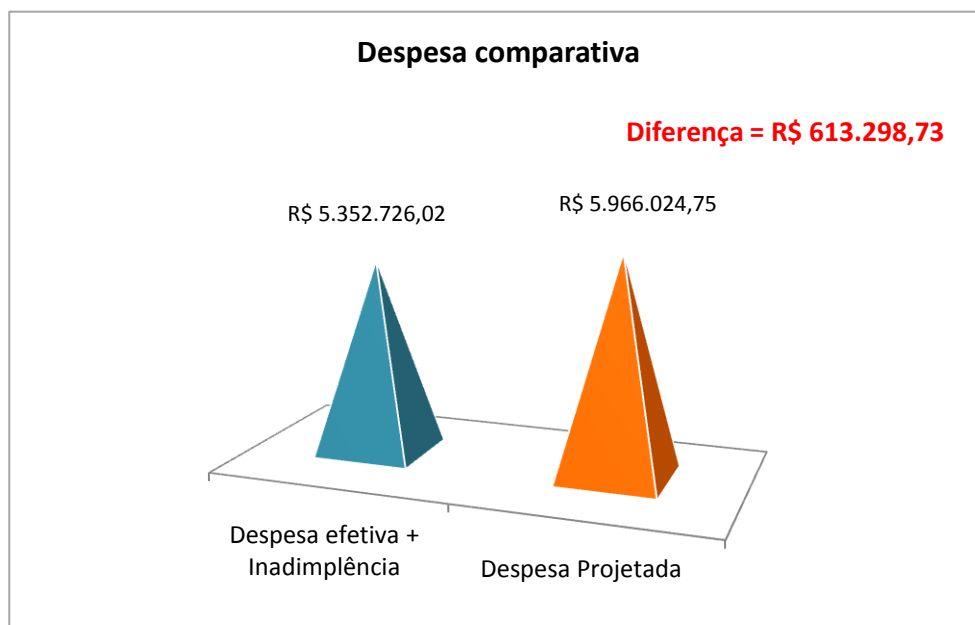 Despesa comparativa
Diferença = R$ 613.298,73
R$ 5.352.726,02
R$ 5.966.024,75
Despesa efetiva +
Inadimplência
Despesa Projetada